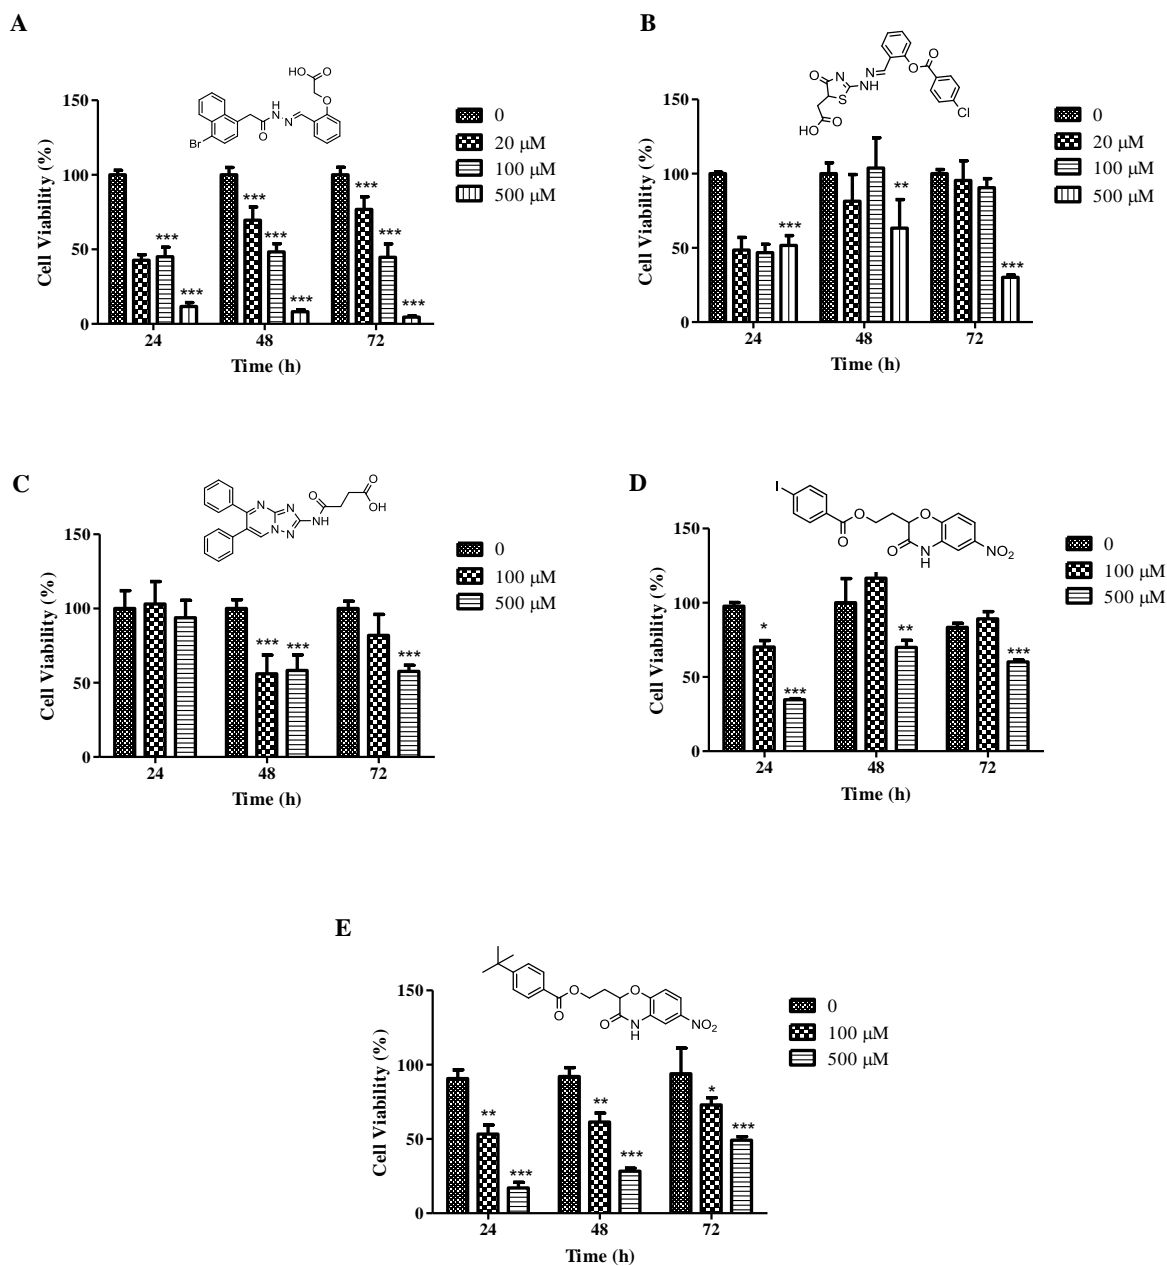 A
HO
O
O
H
N
N
O
Br
150
100
50
0
Cell Viability (%)
***
***
***
***
***
***
***
***
24
48
72
Time (h)
0
20 μM
100 μM
500 μM
B
O
N
N
NH
S
HO
O
O
O
Cl
150
100
50
0
Cell Viability (%)
***
**
***
24
48
72
Time (h)
0
20 μM
100 μM
500 μM
C
N
N
N
N
NH
O
O
OH
150
100
50
0
Cell Viability (%)
***
***
***
24
48
72
Time (h)
0
100 μM
500 μM
D
I
O
O
O
O
N
H
NO2
150
100
50
0
Cell Viability (%)
*
***
**
***
24
48
72
Time (h)
0
100 μM
500 μM
E
O
O
O
O
N
H
NO2
150
100
50
0
Cell Viability (%)
**
***
**
***
*
***
24
48
72
Time (h)
0
100 μM
500 μM